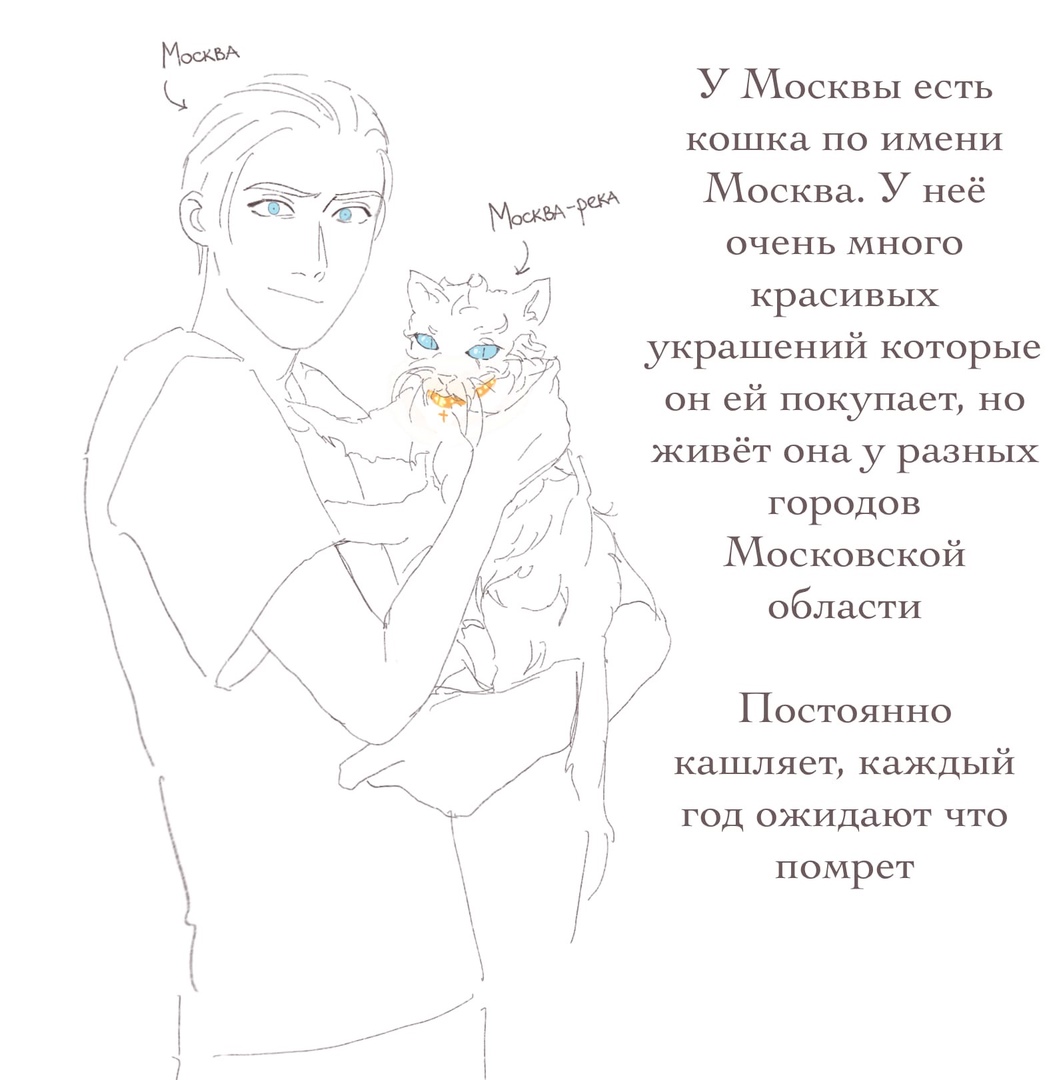 Москва
Москва-река
У Москвы есть
кошка по имени
Москва. У неё
очень много
красивых
украшений которые
он ей покупает, но
живёт она у разных
городов
Московской
области
Постоянно
кашляет, каждый
год ожидают что
помрет